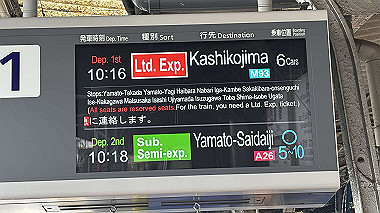 発車時刻 Dep. Time 種別 Sort 行先 Destination 乗車位置 Boarding Position
1
Dep. 1st Ltd. Exp. Kashikojima 6 Cars
10:16 M93
Stops:Yamato-Takada Yamato-Yagi Haibara Nabari Iga-Kambe Sakakibara-onsenguchi
Ise-Nakagawa Matsusaka Iseshi Ujiyamada Isuzugawa Toba Shima-Isobe Ugata
(All seats are reserved seats.For the train, you need a Ltd. Exp. ticket.)
に連絡します。
Dep. 2nd Sub. Semi-exp. Yamato-Saidaiji ○
10:18 A26 5~10